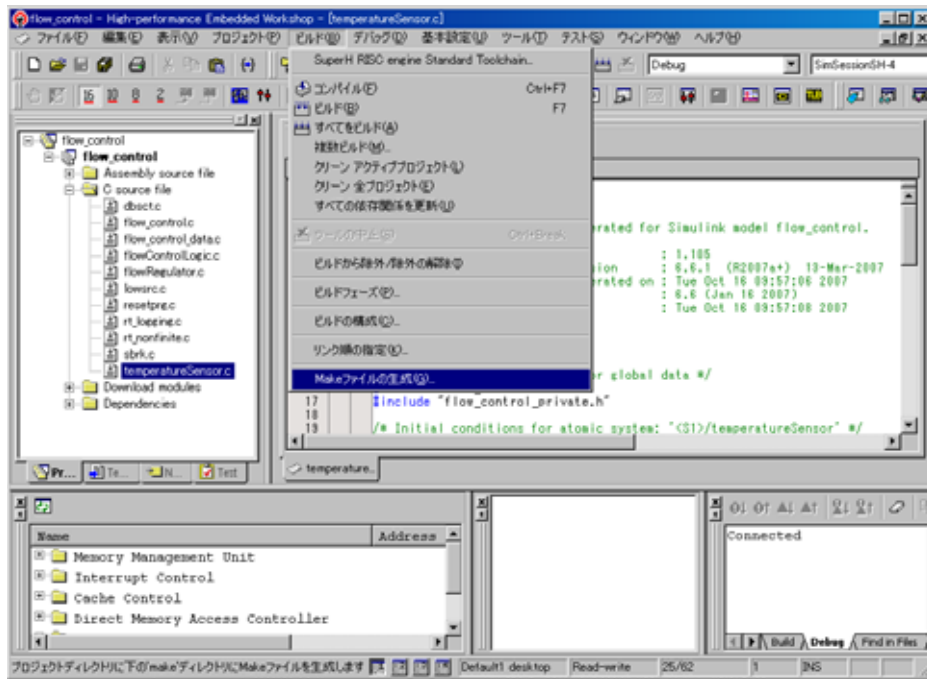 flow_control - High-performance Embedded Workshop - [temperatureSensor.c]
ファイル(F) 編集(E) 表示(V) プロジェクト(P) ビルド(B) デバッグ(D) 基本設定(U) ツール(T) テスト(S) ウィンドウ(W) ヘルプ(H)
Debug
SimSessionSH-4
SuperH RISC engine Standard Toolchain...
コンパイル(F) Ctrl+F7
ビルド(B) F7
すべてをビルド(A)
複数ビルド(M)...
クリーン アクティブプロジェクト(L)
クリーン 全プロジェクト(E)
すべての依存関係を更新(U)
ツールの中止(G) Ctrl+Break
ビルドから除外/除外の解除
ビルドフェーズ(P)...
ビルドの構成(C)...
リンク順の指定(K)...
Makeファイルの生成(G)...
flow_control
flow_control
Assembly source file
C source file
dbsct.c
flow_control.c
flow_control_data.c
flowControlLogic.c
flowRegulator.c
lowsrc.c
resetprg.c
rt_logging.c
rt_nonfinite.c
sbrk.c
temperatureSensor.c
Download modules
Dependencies
Pr... Te... N... Test
rated for Simulink model flow_control.
: 1.105
ion : 6.6.1 (R2007a+) 13-Mar-2007
rated on : Tue Oct 16 09:57:06 2007
: 6.6 (Jan 16 2007)
: Tue Oct 16 09:57:08 2007
or global data */
17 #include "flow_control_private.h"
18
19 /* Initial conditions for atomic system: '<S1>/temperatureSensor' */
temperature..
Name Address
Memory Management Unit
Interrupt Control
Cache Control
Direct Memory Access Controller
Connected
Build Debug Find in Files
プロジェクトディレクトリに下の'make'ディレクトリにMakeファイルを生成します Default1 desktop Read-write 25/62 1 INS